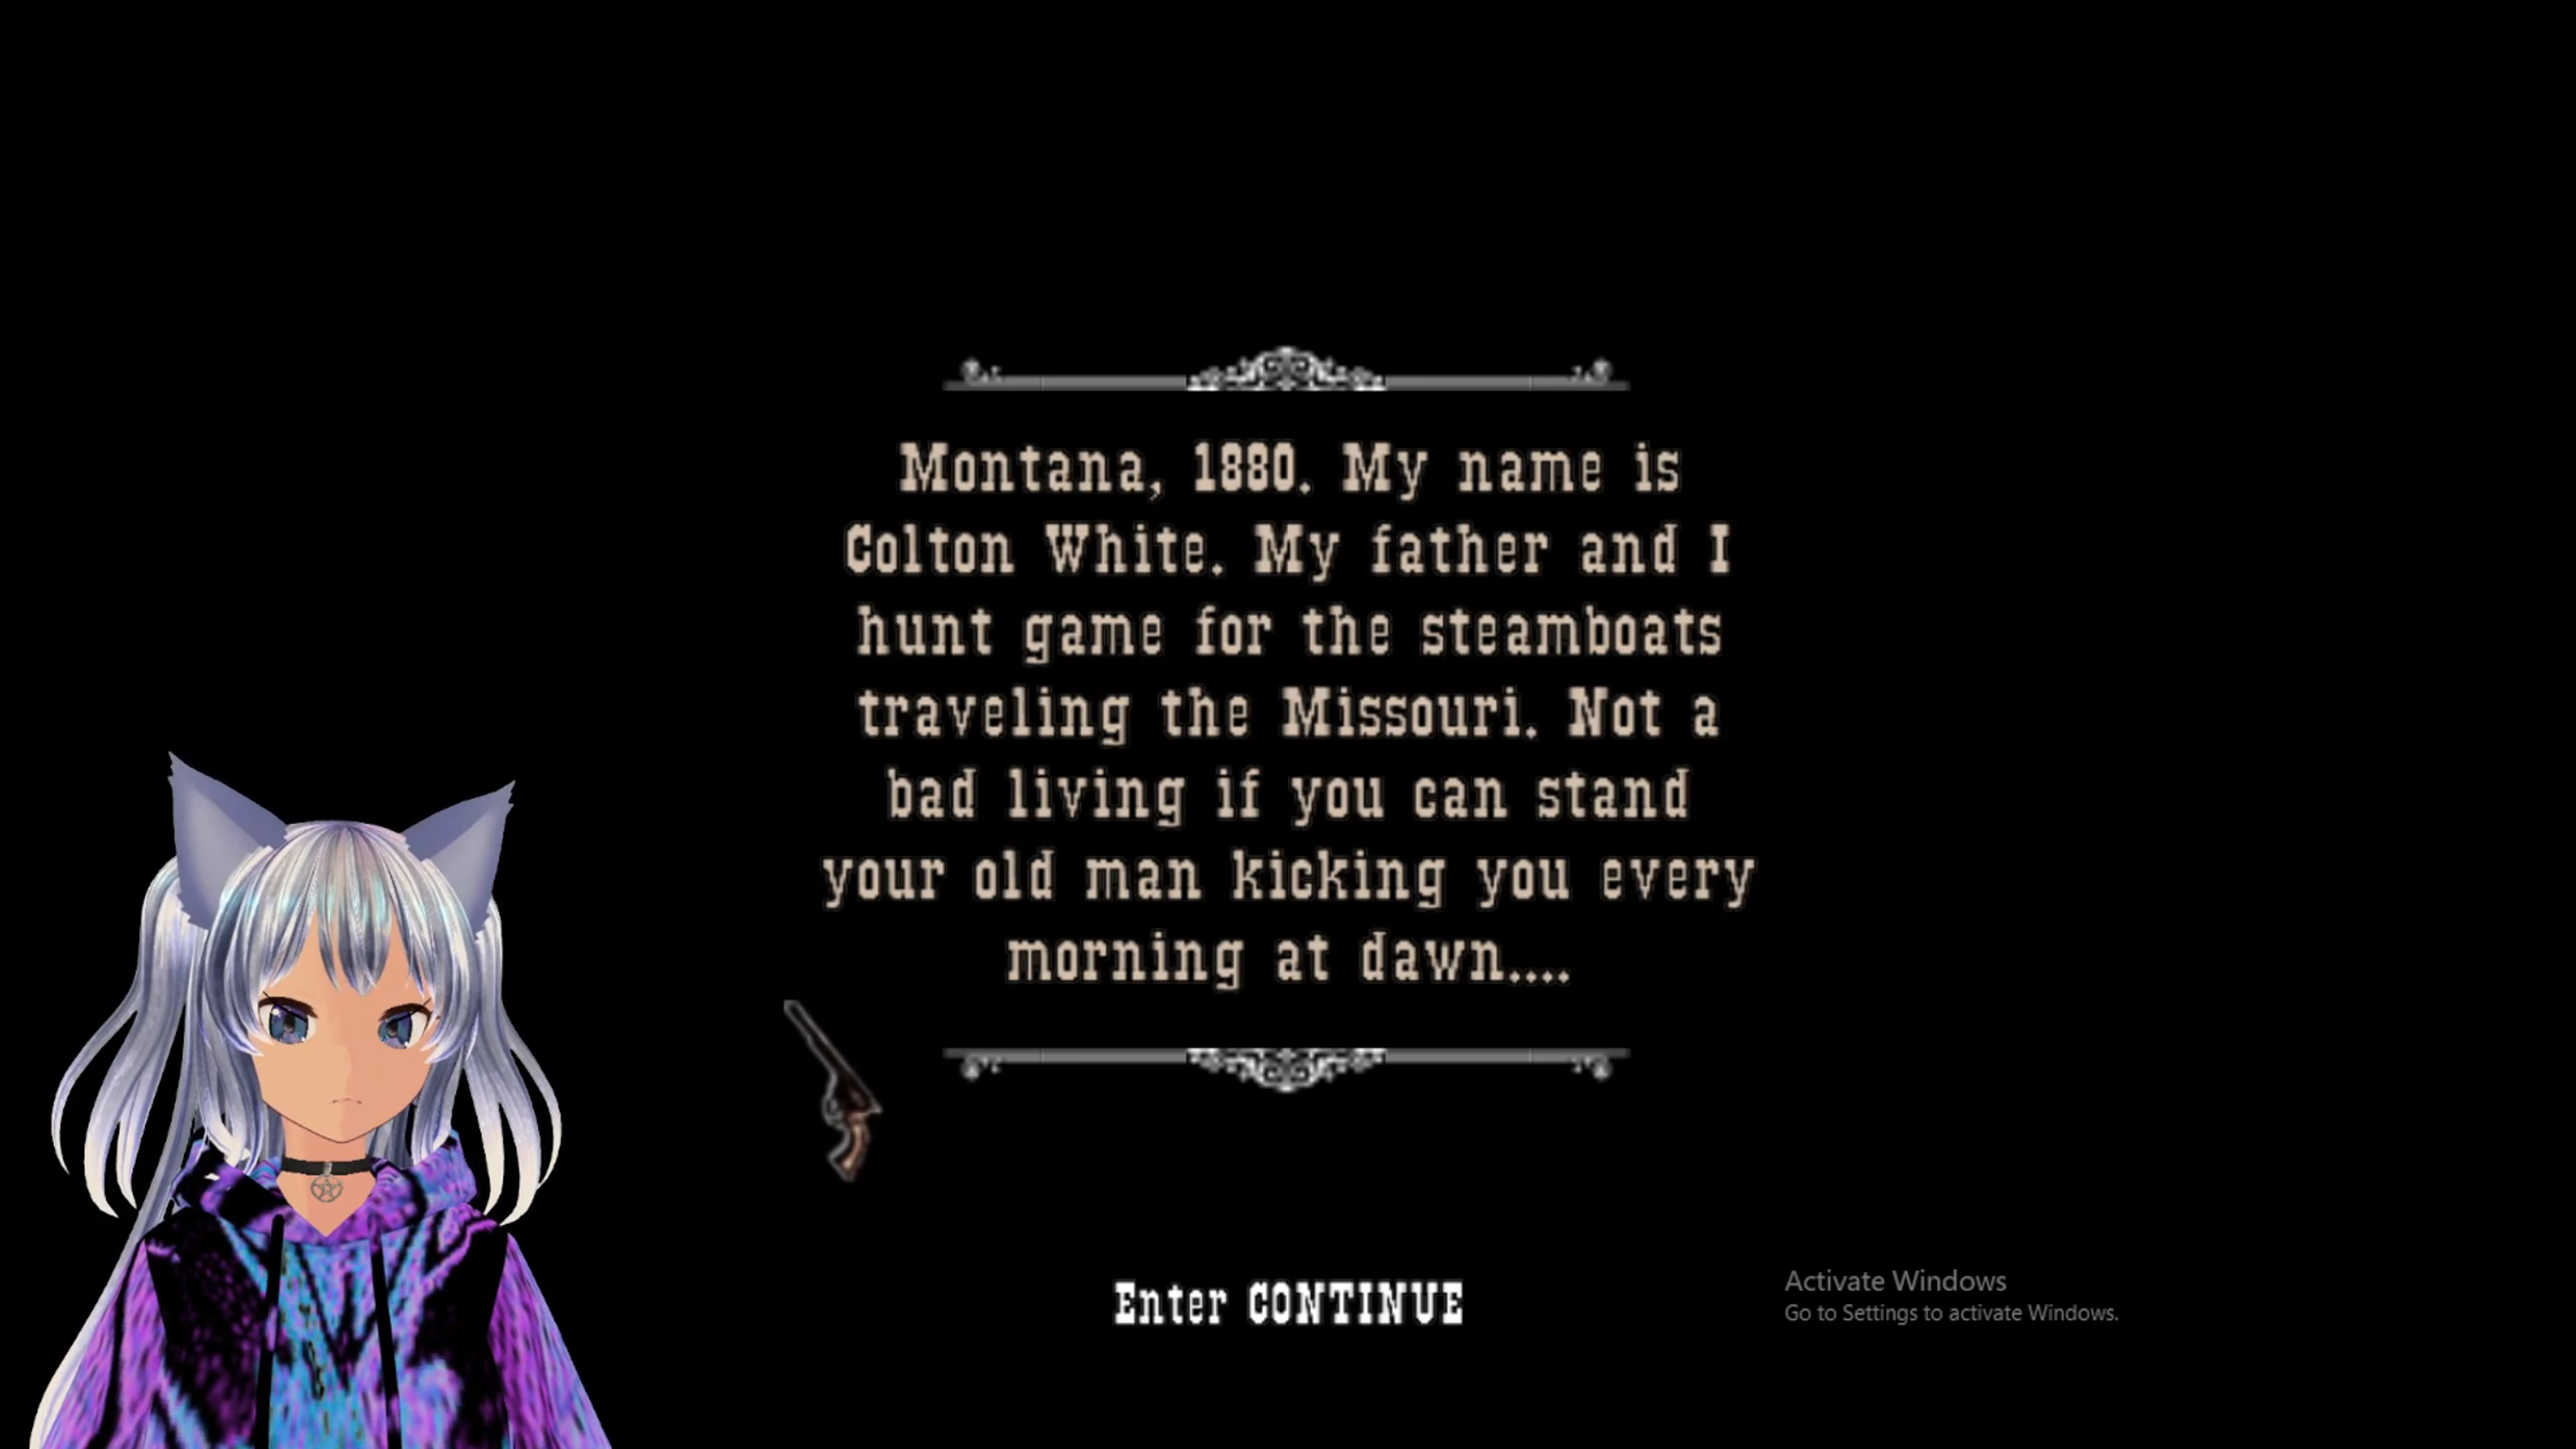 Montana, 1880. My name is
Colton White. My father and I
hunt game for the steamboats
traveling the Missouri. Not a
bad living if you can stand
your old man kicking you every
morning at dawn....
Enter CONTINUE
Activate Windows
Go to Settings to activate Windows.